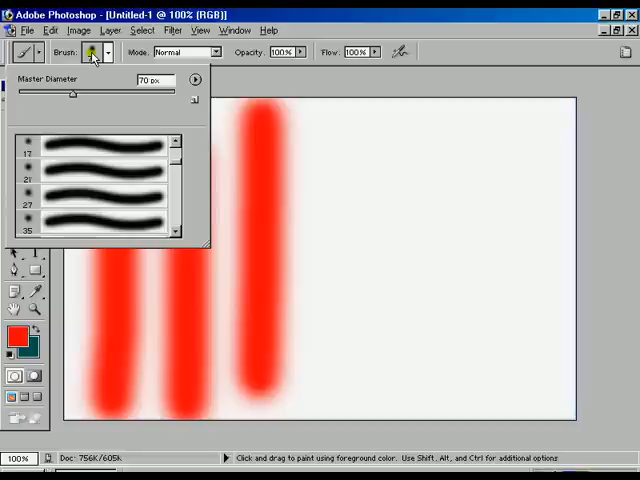 Adobe Photoshop - [Untitled-1 @ 100% (RGB)]
File Edit Image Layer Select Filter View Window Help
Brush: Mode: Normal Opacity: 100% Flow: 100%
Master Diameter 70 px
17
21
27
35
T
100% Doc: 756K/605K Click and drag to paint using foreground color. Use Shift, Alt, and Ctrl for additional options.